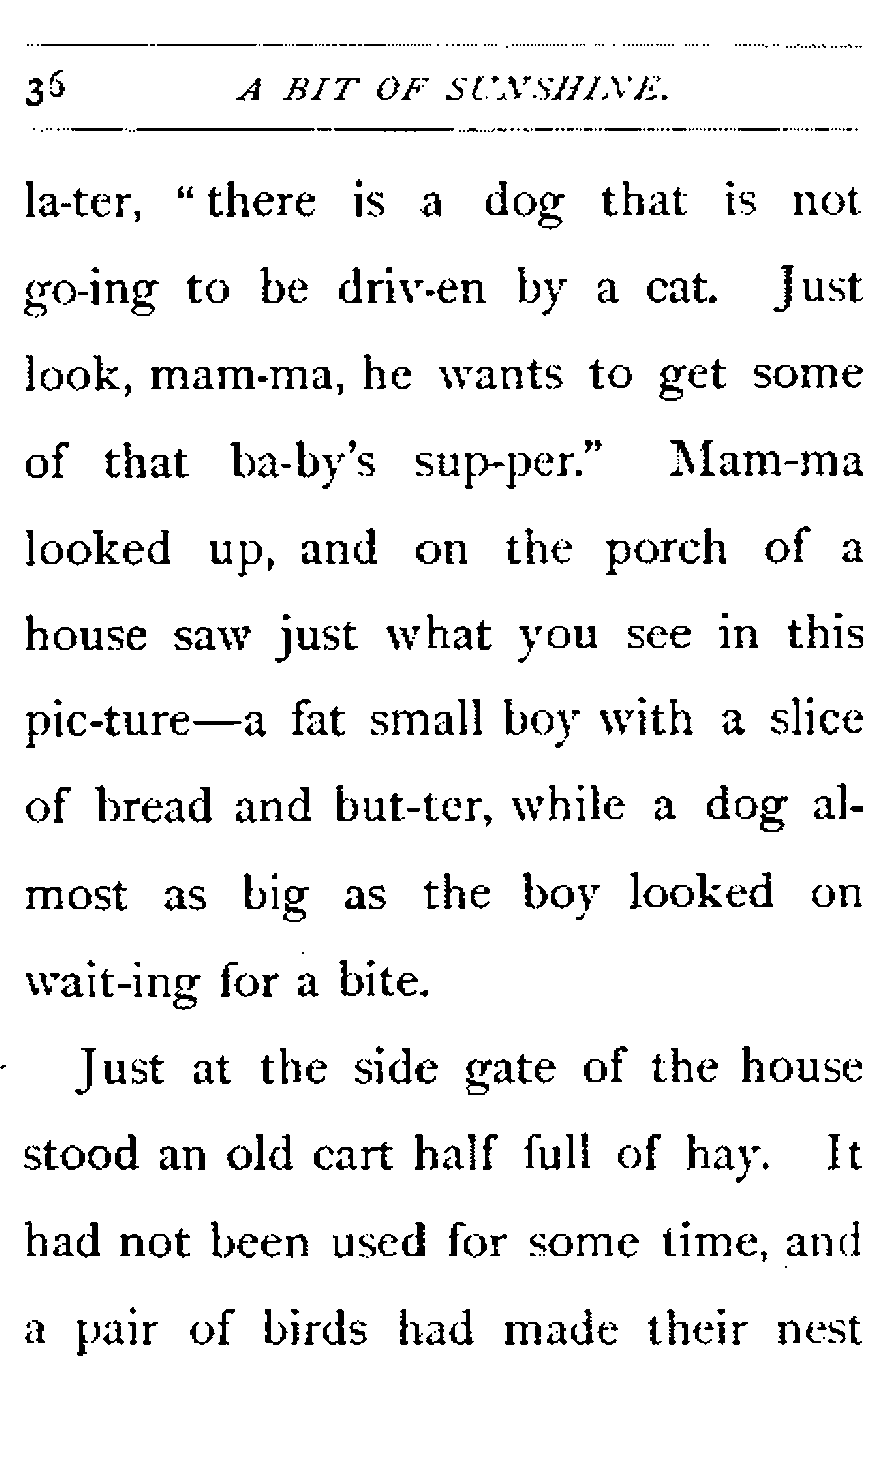 36 A BIT OF SUNSHINE.
la-ter, “there is a dog that is not
go-ing to be driv-en by a cat. Just
look, mam-ma, he wants to get some
of that ba-by’s sup-per.” Mam-ma
looked up, and on the porch of a
house saw just what you see in this
pic-ture—a fat small boy with a slice
of bread and but-ter, while a dog al-
most as big as the boy looked on
wait-ing for a bite.
Just at the side gate of the house
stood an old cart half full of hay. It
had not been used for some time, and
a pair of birds had made their nest